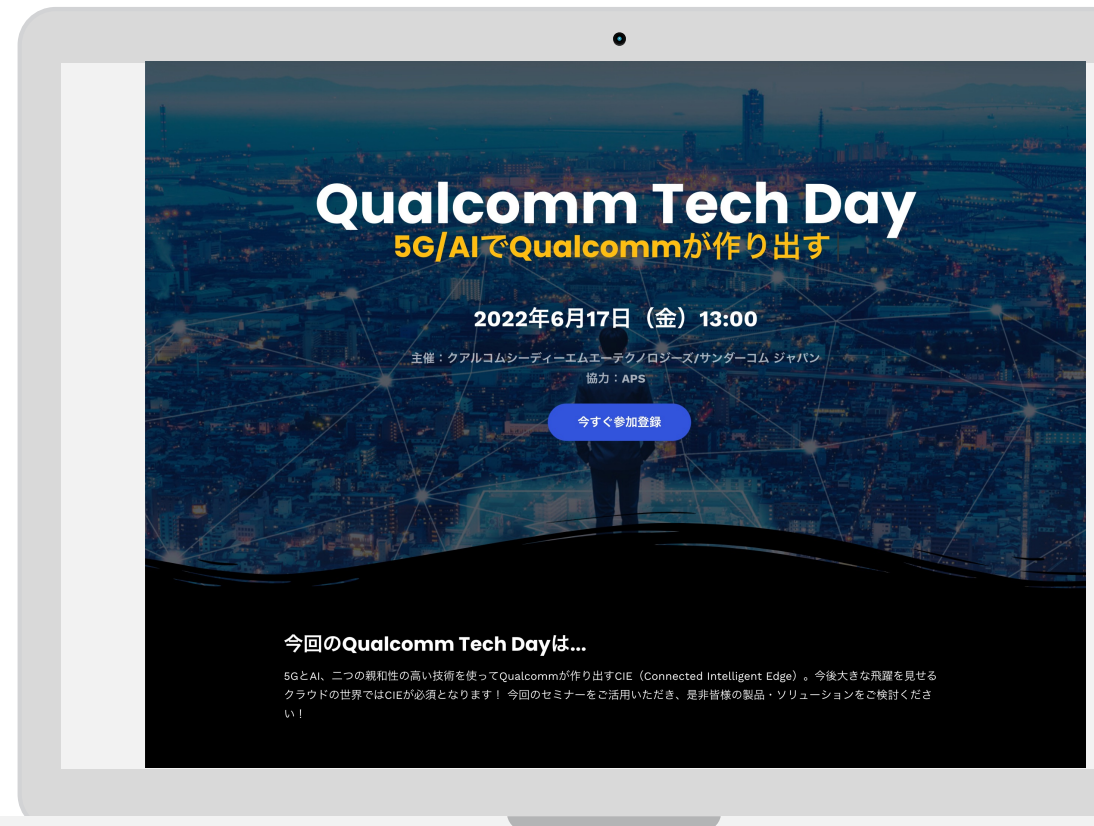 Qualcomm Tech Day
5G/AIでQualcommが作り出す
2022年6月17日（金）13:00
主催：クアルコムシーディーエムエーテクノロジーズ/サンダーコム ジャパン
協力：APS
今すぐ参加登録
今回のQualcomm Tech Dayは...
5GとAI、二つの親和性の高い技術を使ってQualcommが作り出すCIE（Connected Intelligent Edge）。今後大きな飛躍を見せる
クラウドの世界ではCIEが必須となります！ 今回のセミナーをご活用いただき、是非皆様の製品・ソリューションをご検討くださ
い！